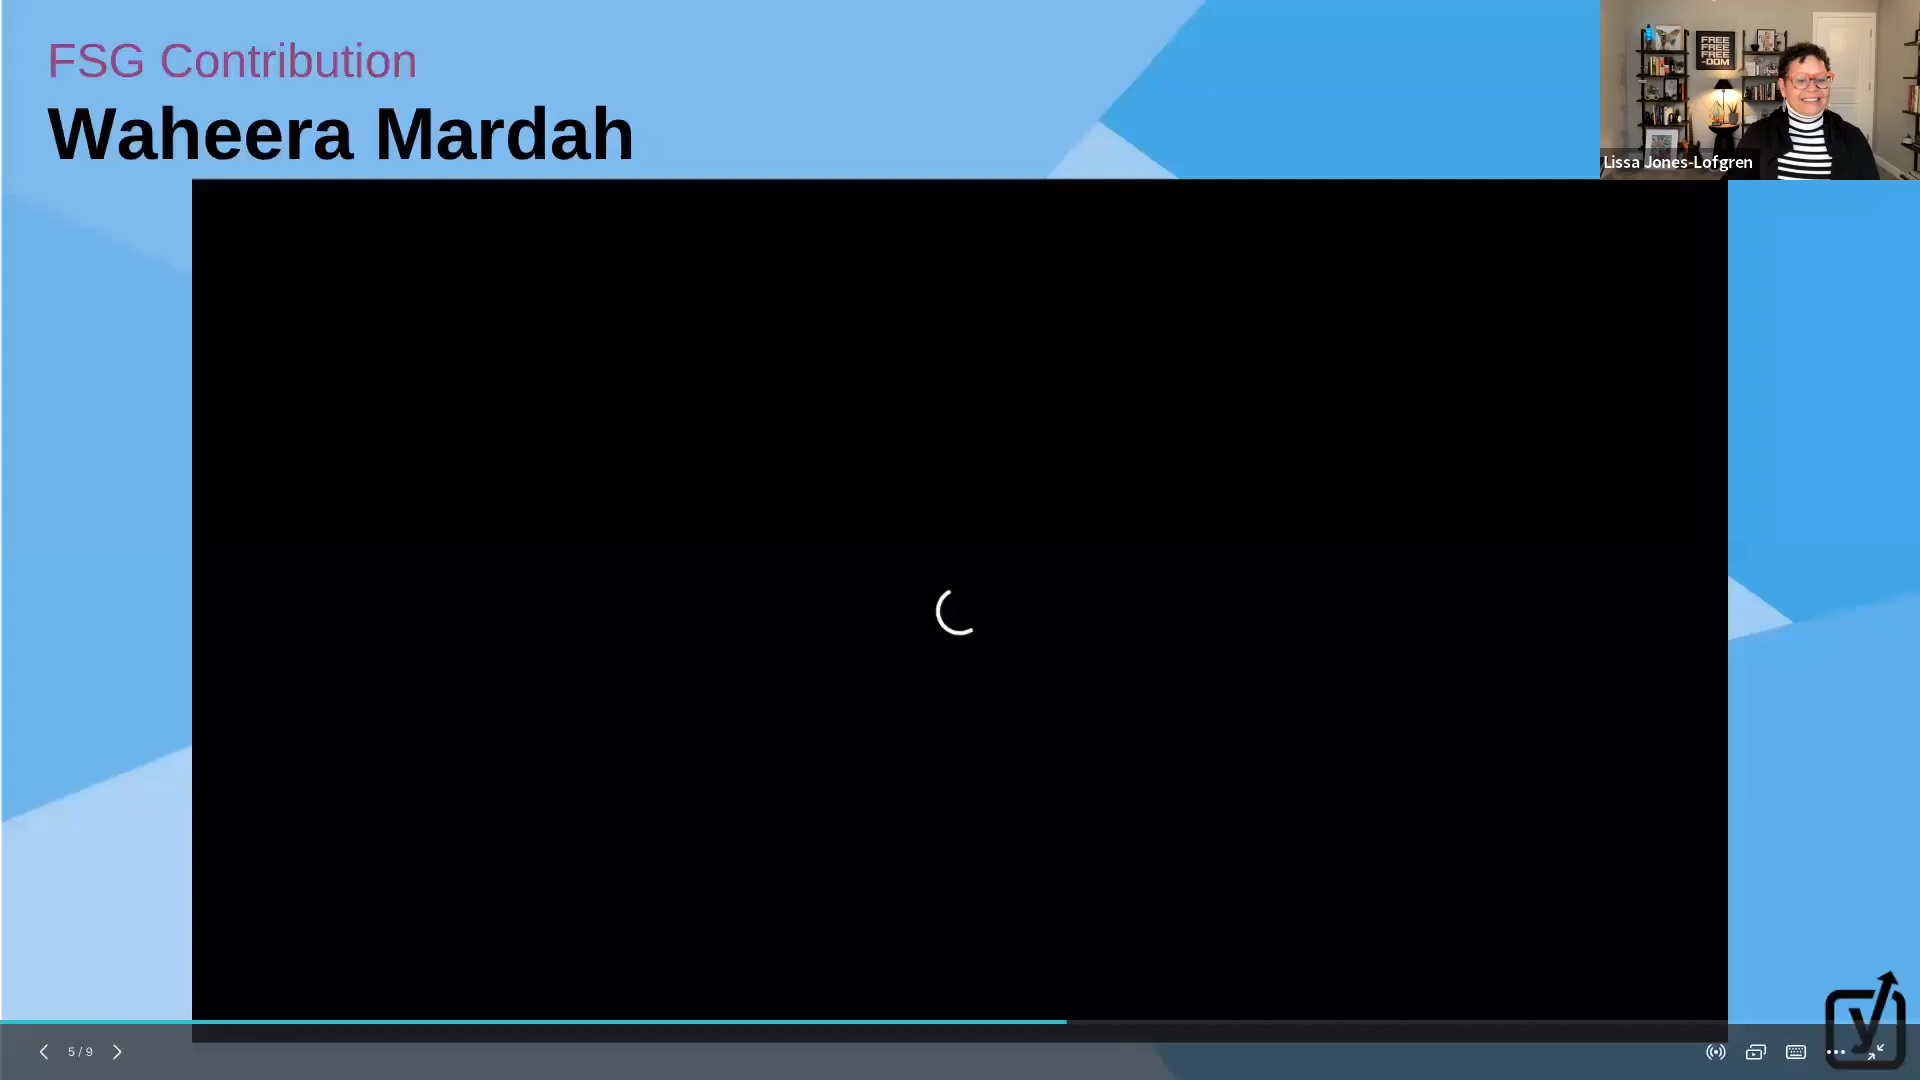 FSG Contribution
Waheera Mardah
FREE
FREE
FREE
-DOM
Lissa Jones-Lofgren
5 / 9
y